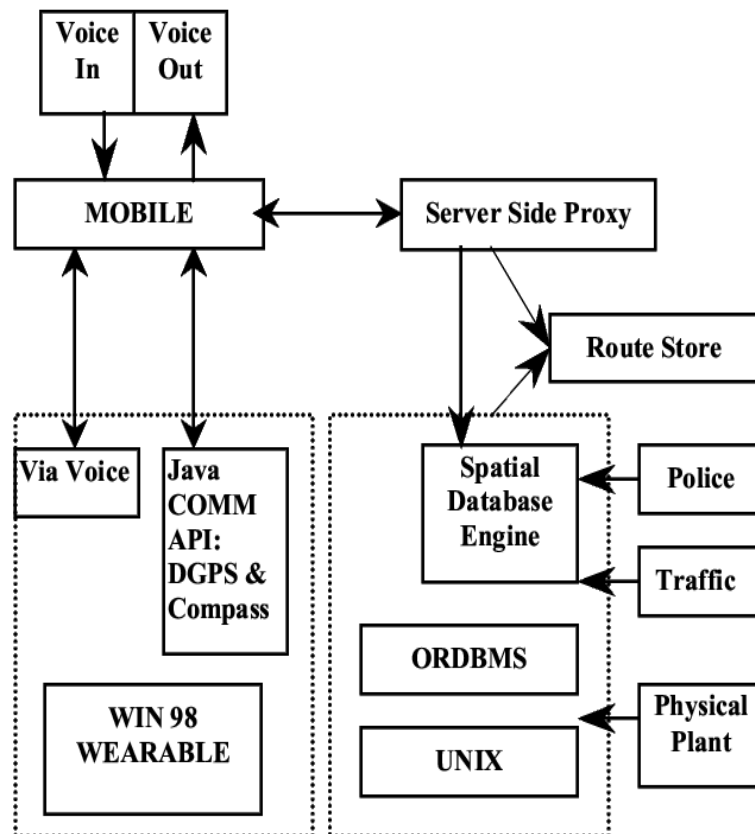 Voice
In
Voice
Out
MOBILE
Server Side Proxy
Route Store
Via Voice
Java
COMM
API:
DGPS &
Compass
Spatial
Database
Engine
Police
Traffic
ORDBMS
WIN 98
WEARABLE
UNIX
Physical
Plant